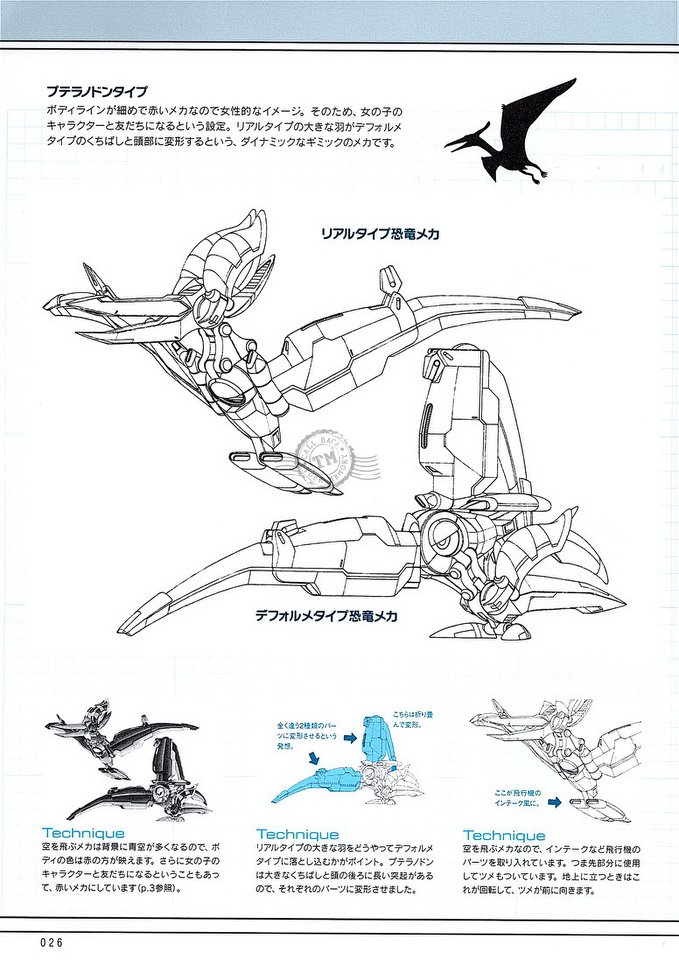 プテラノドンタイプ
ボディラインが細めで赤いメカなので女性的なイメージ。そのため、女の子の
キャラクターと友だちになるという設定。リアルタイプの大きな羽がデフォルメ
タイプのくちばしと頭部に変形するという、ダイナミックなギミックのメカです。
リアルタイプ恐竜メカ
TM
デフォルメタイプ恐竜メカ
Technique
空を飛ぶメカは背景に青空が多くなるので、ボ
ディの色は赤の方が映えます。さらに女の子の
キャラクターと友だちになるということもあっ
て、赤いメカにしています(p.3参照)。
全く違う2種類のパー
ツに変形させるという
発想。
こちらは折り畳
んで変形。
Technique
リアルタイプの大きな羽をどうやってデフォルメ
タイプに落とし込むかがポイント。プテラノドン
は大きなくちばしと頭の後ろに長い突起がある
ので、それぞれのパーツに変形させました。
ここが飛行機の
インテーク風に。
Technique
空を飛ぶメカなので、インテークなど飛行機の
パーツを取り入れています。つま先部分に使用
してツメもついています。地上に立つときはこ
れが回転して、ツメが前に向きます。
026